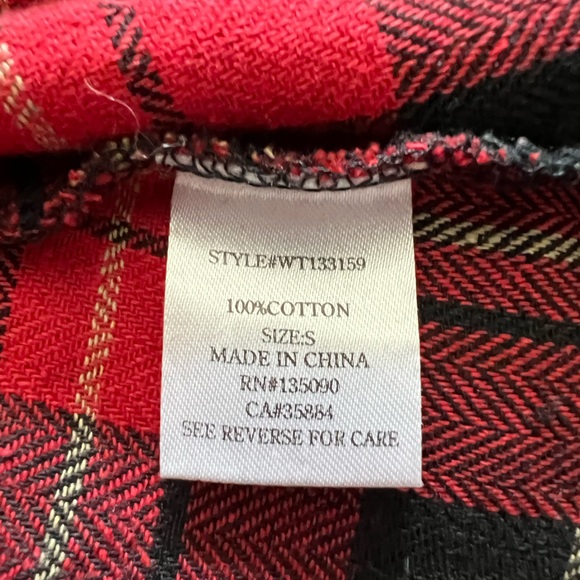 STYLE#WT133159
100%COTTON
SIZE:S
MADE IN CHINA
RN#135090
CA#35884
SEE REVERSE FOR CARE